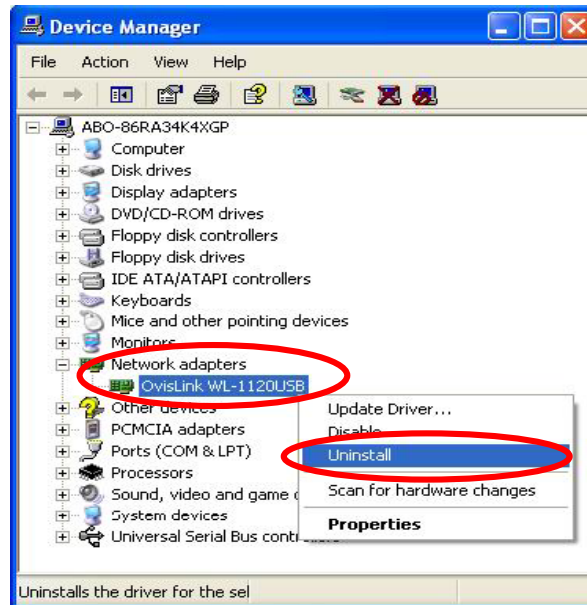 Device Manager
File Action View Help
ABO-86RA34K4XGP
Computer
Disk drives
Display adapters
DVD/CD-ROM drives
Floppy disk controllers
Floppy disk drives
IDE ATA/ATAPI controllers
Keyboards
Mice and other pointing devices
Monitors
Network adapters
OvisLink WL-1120USB
Other devices
PCMCIA adapters
Ports (COM & LPT)
Processors
Sound, video and game
System devices
Universal Serial Bus
Update Driver...
Disable
Uninstall
Scan for hardware changes
Properties
Uninstalls the driver for the sel